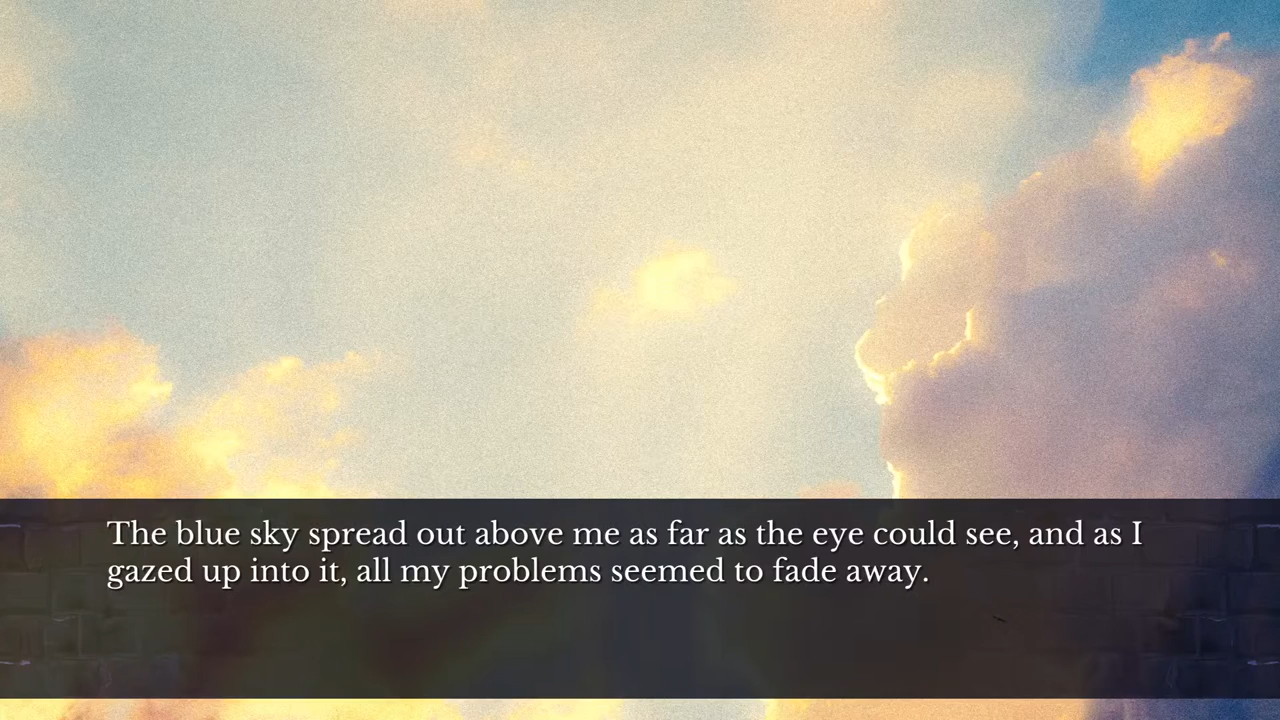 The blue sky spread out above me as far as the eye could see, and as I
gazed up into it, all my problems seemed to fade away.